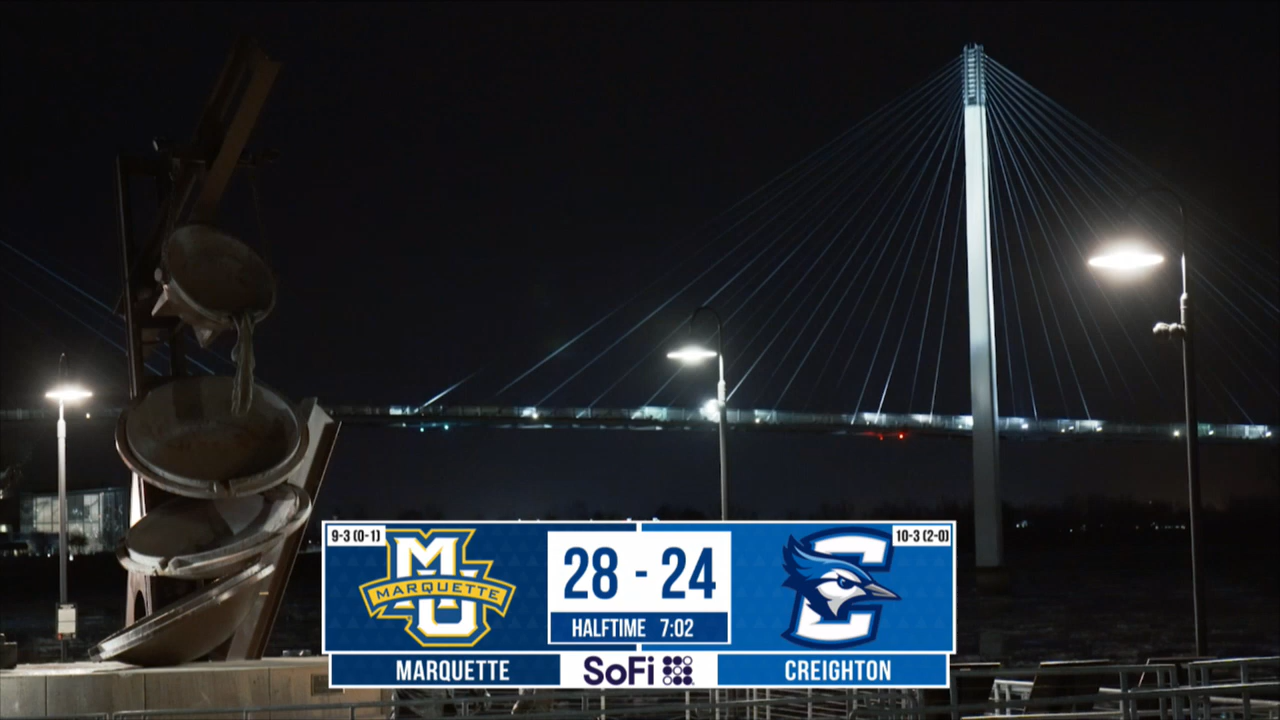 9-3 (0-1)
MU
MARQUETTE
28 - 24
10-3 (2-0)
C
HALFTIME 7:02
MARQUETTE
SoFi
CREIGHTON